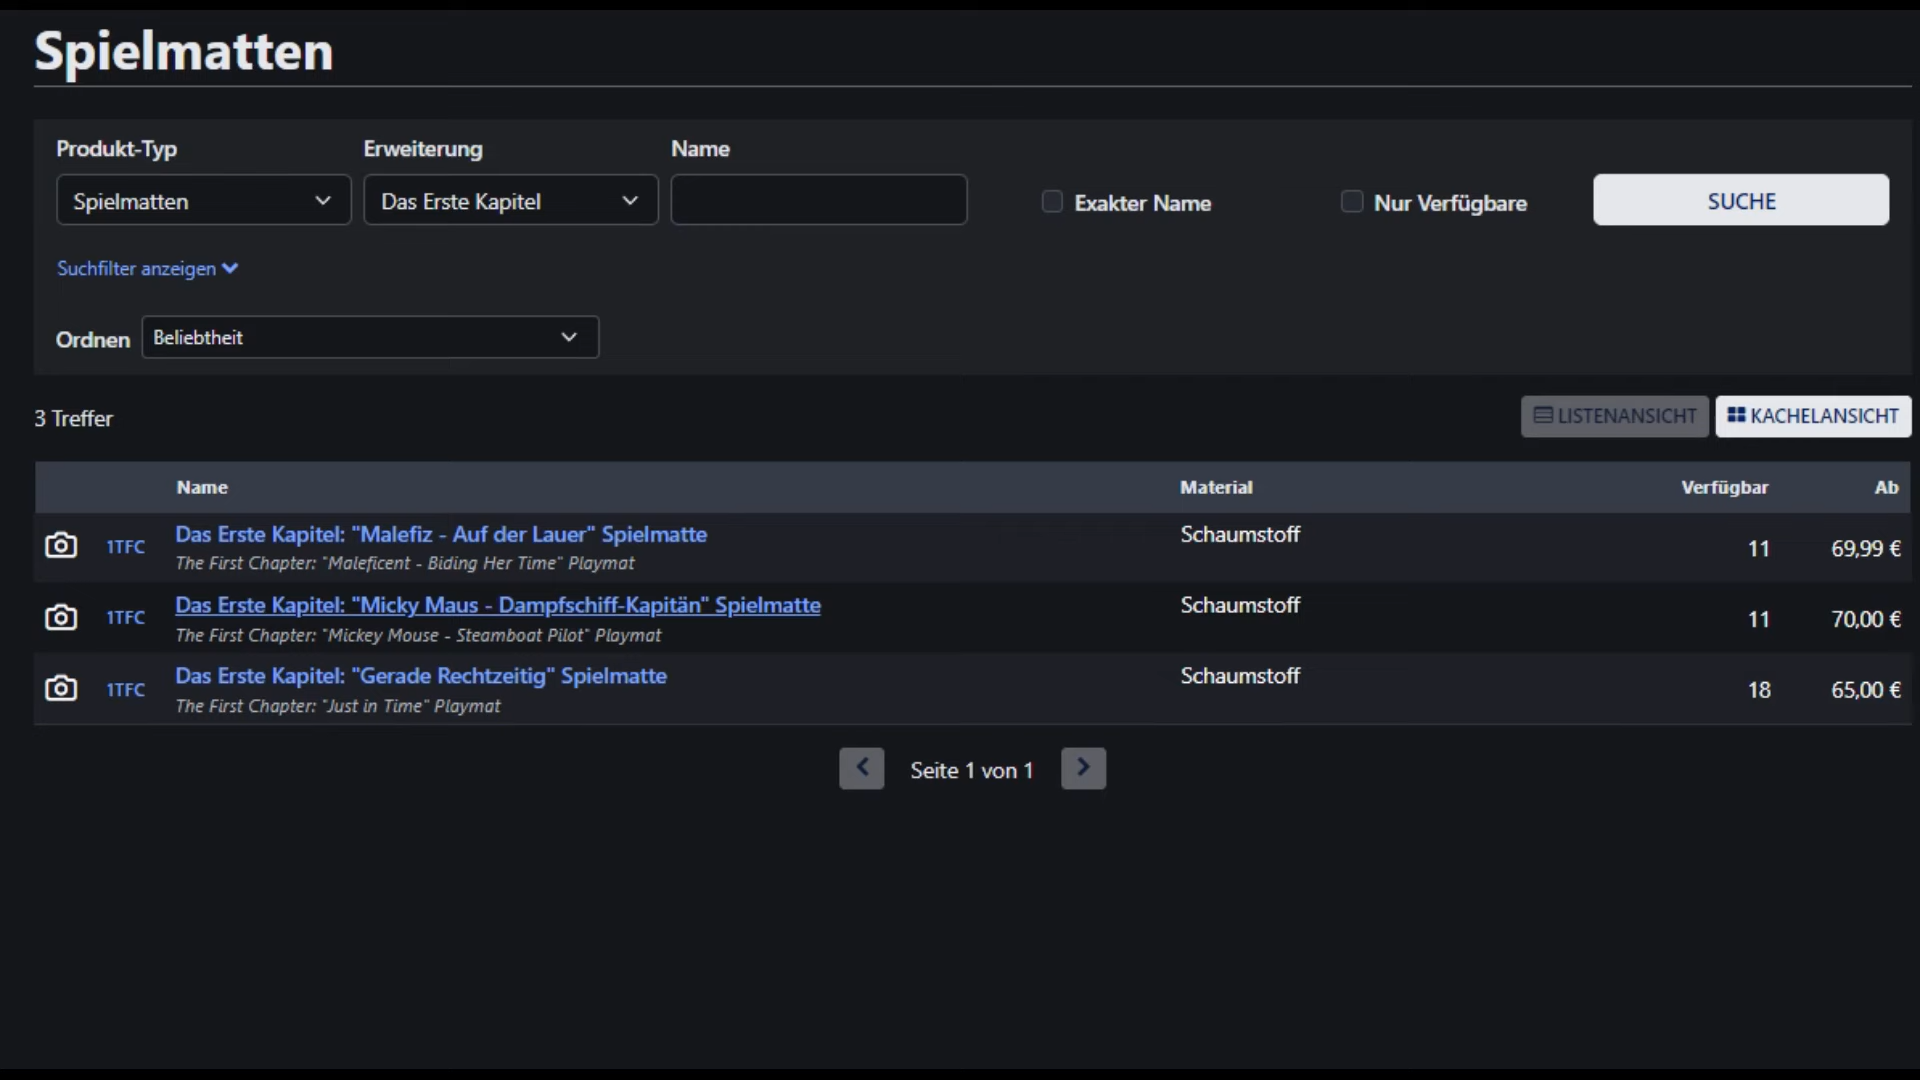 Spielmatten
Produkt-Typ Erweiterung Name
Spielmatten Das Erste Kapitel Exakter Name Nur Verfügbare SUCHE
Suchfilter anzeigen
Ordnen Beliebtheit
3 Treffer LISTENANSICHT KACHELANSICHT
Name Material Verfügbar Ab
1TFC Das Erste Kapitel: "Malefiz - Auf der Lauer" Spielmatte Schaumstoff 11 69,99 €
The First Chapter: "Maleficent - Biding Her Time" Playmat
1TFC Das Erste Kapitel: "Micky Maus - Dampfschiff-Kapitän" Spielmatte Schaumstoff 11 70,00 €
The First Chapter: "Mickey Mouse - Steamboat Pilot" Playmat
1TFC Das Erste Kapitel: "Gerade Rechtzeitig" Spielmatte Schaumstoff 18 65,00 €
The First Chapter: "Just in Time" Playmat
Seite 1 von 1